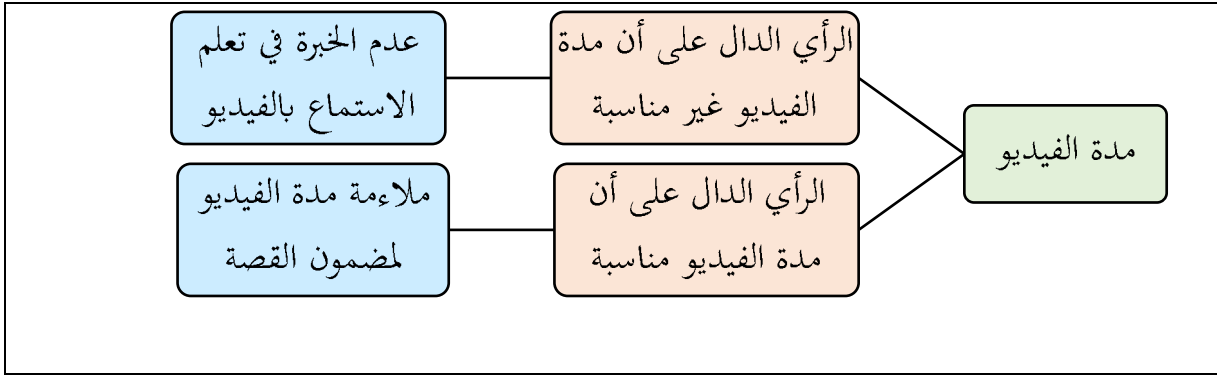 مدة الفيديو
الرأي الدال على أن مدة
الفيديو غير مناسبة
عدم الخبرة في تعلم
الاستماع بالفيديو
الرأي الدال على أن
مدة الفيديو مناسبة
ملاءمة مدة الفيديو
لمضمون القصة